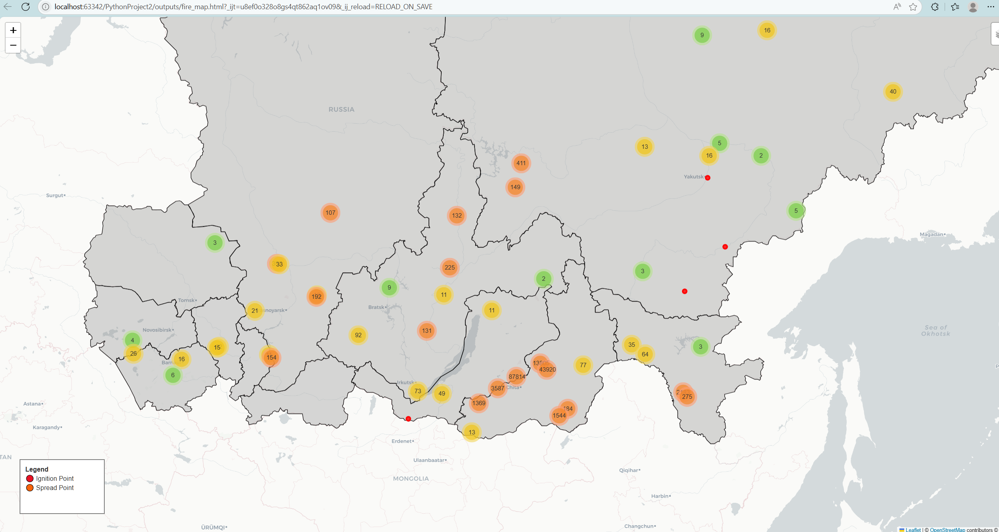 localhost:63342/PythonProject2/outputs/fire_map.html?_ijt=u8ef0o328o8gs4qt862aq1ov09&_ij_reload=RELOAD_ON_SAVE
+
−
9
16
40
RUSSIA
13
5
16
2
411
149
Yakutsk
Surgut
107
132
5
Magadan
3
33
225
3
2
9
11
192
Tomsk
21
Bratsk
11
131
92
Novosibirsk
4
26
16
6
15
154
Sea of
Okhotsk
35
64
3
77
43920
87814
3587
Chita
1369
Irkutsk
73
49
275
184
1544
13
Astana
Karagandy
Erdenet
Ulaanbaatar
MONGOLIA
TAN
Qiqihar
Harbin
Changchun
ÜRÜMQI
Legend
Ignition Point
Spread Point
Leaflet | © OpenStreetMap contributors ©